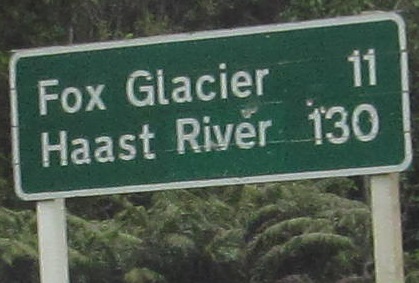 Fox Glacier 11
Haast River 130